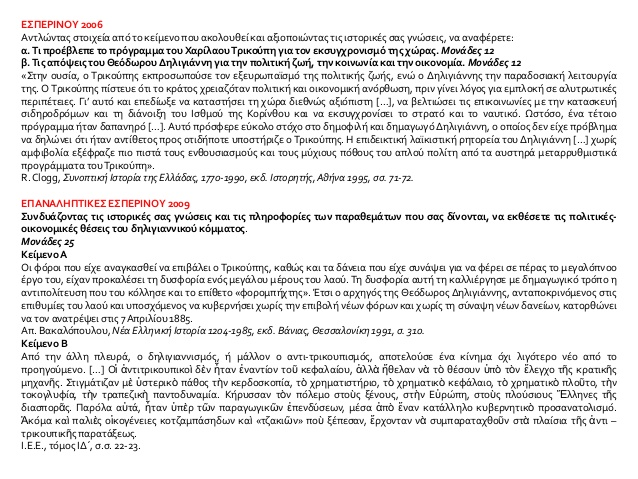 ΕΣΠΕΡΙΝΟΥ 2006
Αντλώντας στοιχεία από το κείμενο που ακολουθεί και αξιοποιώντας τις ιστορικές σας γνώσεις, να αναφέρετε:
α. Τι προέβλεπε το πρόγραμμα του Χαρίλαου Τρικούπη για τον εκσυγχρονισμό της χώρας. Μονάδες 12
β. Τις απόψεις του Θεόδωρου Δηλιγιάννη για την πολιτική ζωή, την κοινωνία και την οικονομία. Μονάδες 12
«Στην ουσία, ο Τρικούπης εκπροσωπούσε τον εξευρωπαϊσμό της πολιτικής ζωής, ενώ ο Δηλιγιάννης την παραδοσιακή λειτουργία
της. Ο Τρικούπης πίστευε ότι το κράτος χρειαζόταν πολιτική και οικονομική ανόρθωση, πριν γίνει λόγος για εμπλοκή σε αλυτρωτικές
περιπέτειες. Γι’ αυτό και επεδίωξε να καταστήσει τη χώρα διεθνώς αξιόπιστη [...], να βελτιώσει τις επικοινωνίες με την κατασκευή
σιδηροδρόμων και τη διάνοιξη του Ισθμού της Κορίνθου και να εκσυγχρονίσει το στρατό και το ναυτικό. Ωστόσο, ένα τέτοιο
πρόγραμμα ήταν δαπανηρό [...]. Αυτό πρόσφερε εύκολο στόχο στο δημοφιλή και δημαγωγό Δηλιγιάννη, ο οποίος δεν είχε πρόβλημα
να δηλώνει ότι ήταν αντίθετος προς οτιδήποτε υποστήριζε ο Τρικούπης. Η επιδεικτική λαϊκιστική ρητορεία του Δηλιγιάννη [...] χωρίς
αμφιβολία εξέφραζε πιο πιστά τους ενθουσιασμούς και τους μύχιους πόθους του απλού πολίτη από τα αυστηρά μεταρρυθμιστικά
προγράμματα του Τρικούπη».
R. Clogg, Συνοπτική Ιστορία της Ελλάδας, 1770-1990, εκδ. Ιστορητής, Αθήνα 1995, σσ. 71-72.
ΕΠΑΝΑΛΗΠΤΙΚΕΣ ΕΣΠΕΡΙΝΟΥ 2009
Συνδυάζοντας τις ιστορικές σας γνώσεις και τις πληροφορίες των παραθεμάτων που σας δίνονται, να εκθέσετε τις πολιτικές-
οικονομικές θέσεις του δηλιγιαννικού κόμματος.
Μονάδες 25
Κείμενο Α
Οι φόροι που είχε αναγκασθεί να επιβάλει ο Τρικούπης, καθώς και τα δάνεια που είχε συνάψει για να φέρει σε πέρας το μεγαλόπνοο
έργο του, είχαν προκαλέσει τη δυσφορία ενός μεγάλου μέρους του λαού. Τη δυσφορία αυτή τη καλλιέργησε με δημαγωγικό τρόπο η
αντιπολίτευση που του κόλλησε και το επίθετο «φορομπήχτης». Έτσι ο αρχηγός της Θεόδωρος Δηλιγιάννης, ανταποκρινόμενος στις
επιθυμίες του λαού και υποσχόμενος να κυβερνήσει χωρίς την επιβολή νέων φόρων και χωρίς τη σύναψη νέων δανείων, κατορθώνει
να τον ανατρέψει στις 7 Απριλίου 1885.
Απ. Βακαλόπουλου, Νέα Ελληνική Ιστορία 1204-1985, εκδ. Βάνιας, Θεσσαλονίκη 1991, σ. 310.
Κείμενο Β
Από την άλλη πλευρά, ο δηλιγιαννισμός, ή μάλλον ο αντι-τρικουπισμός, αποτελούσε ένα κίνημα όχι λιγότερο νέο από το
προηγούμενο. [...] Οἱ ἀντιτρικουπικοὶ δὲν ἦταν ἐναντίον τοῦ κεφαλαίου, ἀλλὰ ἤθελαν νὰ τὸ θέσουν ὑπὸ τὸν ἔλεγχο τῆς κρατικῆς
μηχανῆς. Στιγμάτιζαν μὲ ὑστερικὸ πάθος τὴν κερδοσκοπία, τὸ χρηματιστήριο, τὸ χρηματικὸ κεφάλαιο, τὸ χρηματικὸ πλοῦτο, τὴν
τοκογλυφία, τὴν τραπεζικὴ παντοδυναμία. Κήρυσσαν τὸν πόλεμο στοὺς ξένους, στὴν Εὐρώπη, στοὺς πλούσιους Ἕλληνες τῆς
διασπορᾶς. Παρόλα αὐτά, ἦταν ὑπὲρ τῶν παραγωγικῶν ἐπενδύσεων, μέσα ἀπὸ ἕναν κατάλληλο κυβερνητικὸ προσανατολισμό.
Ἀκόμα καὶ παλιὲς οἰκογένειες κοτζαμπάσηδων καὶ «τζακιῶν» ποὺ ξέπεσαν, ἔρχονταν νὰ συμπαραταχθοῦν στὰ πλαίσια τῆς ἀντι –
τρικουπικῆς παρατάξεως.
Ι.Ε.Ε., τόμος ΙΔ΄, σ.σ. 22-23.